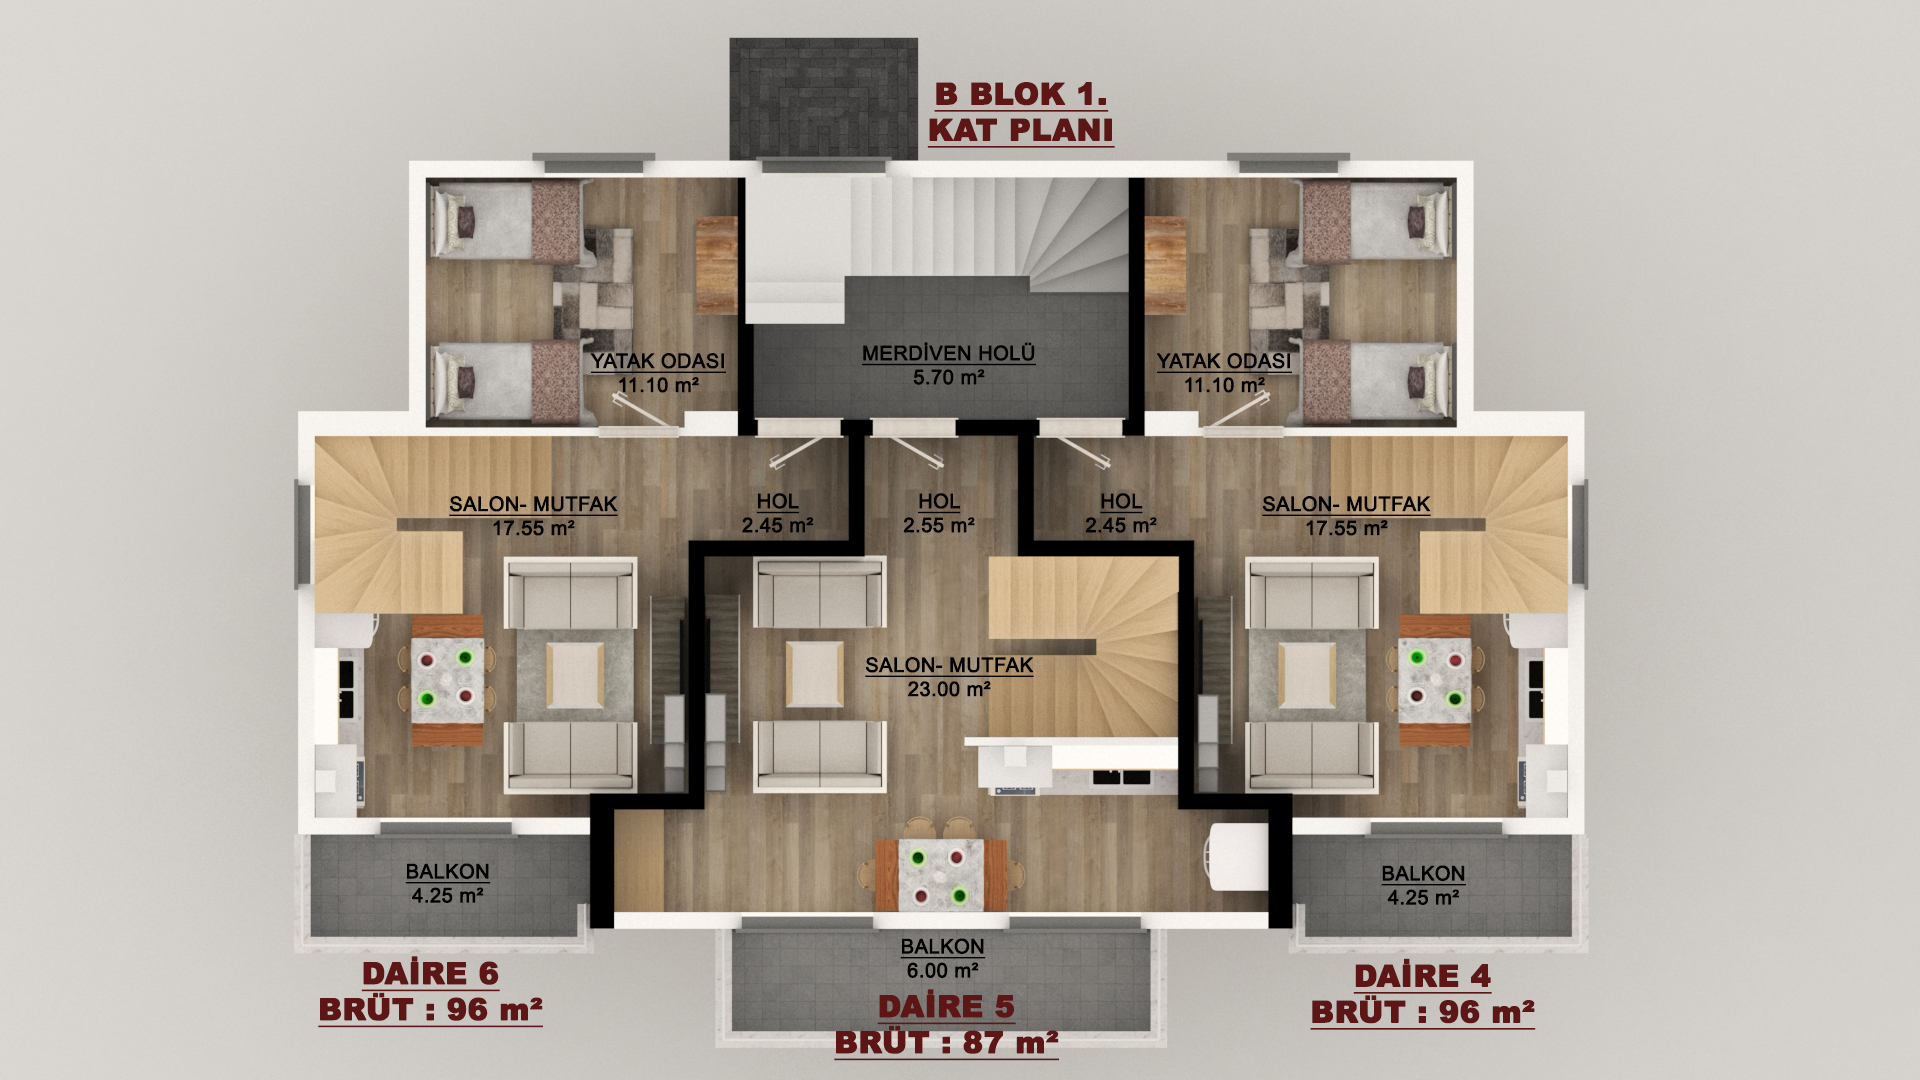 B BLOK 1.
KAT PLANI
YATAK ODASI
11.10 m²
MERDİVEN HOLÜ
5.70 m²
YATAK ODASI
11.10 m²
SALON- MUTFAK
17.55 m²
HOL
2.45 m²
HOL
2.55 m²
HOL
2.45 m²
SALON- MUTFAK
17.55 m²
SALON- MUTFAK
23.00 m²
BALKON
4.25 m²
BALKON
4.25 m²
BALKON
6.00 m²
DAİRE 6
BRÜT : 96 m²
DAİRE 5
BRÜT : 87 m²
DAİRE 4
BRÜT : 96 m²